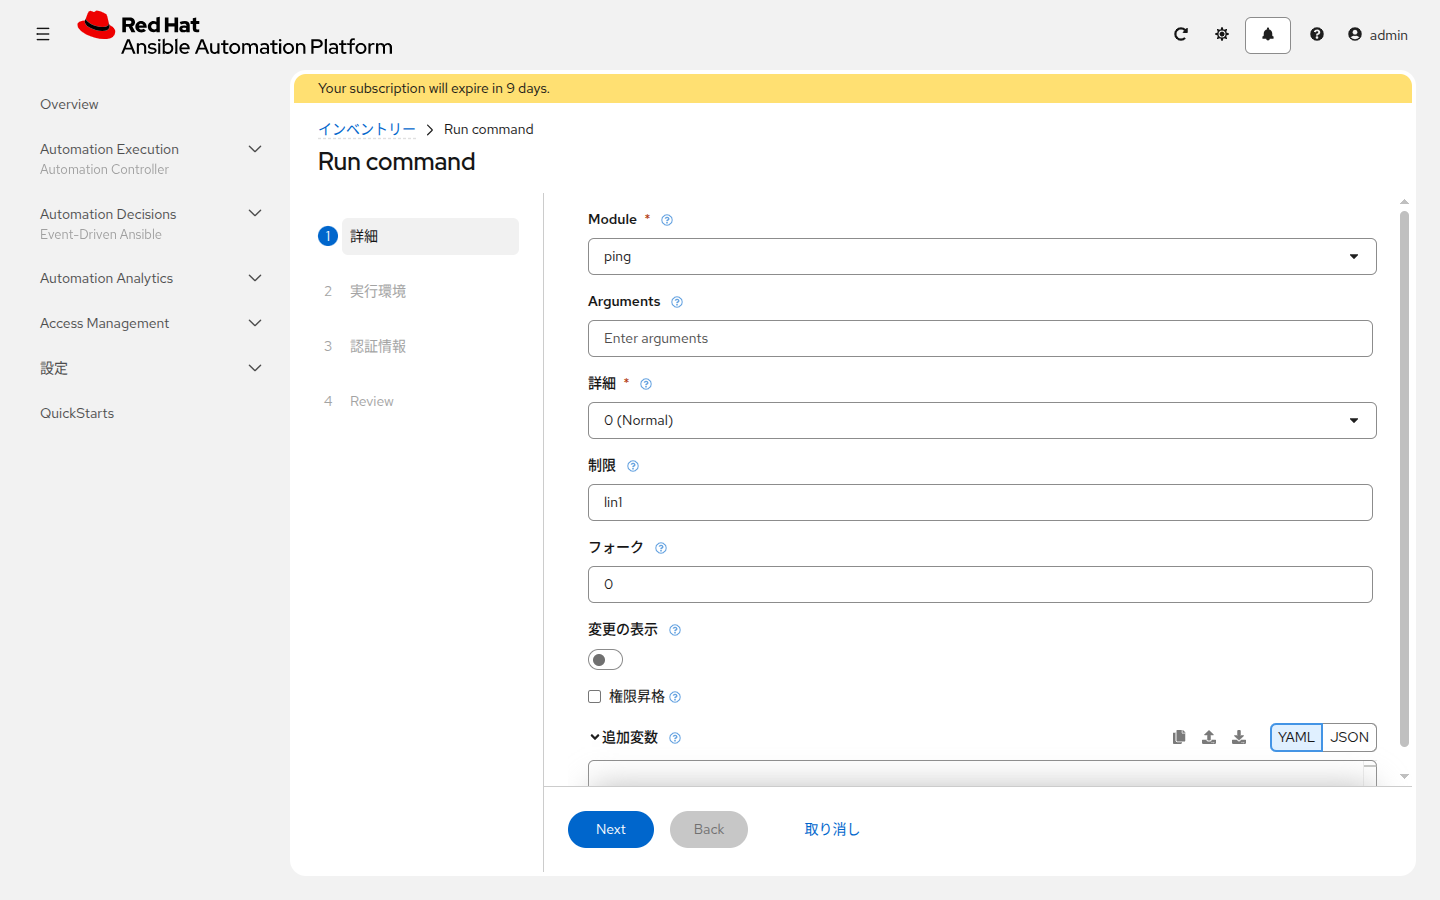 Red Hat
Ansible Automation Platform
admin
Overview
Automation Execution
Automation Controller
Automation Decisions
Event-Driven Ansible
Automation Analytics
Access Management
設定
QuickStarts
Your subscription will expire in 9 days.
インベントリー > Run command
Run command
1 詳細
2 実行環境
3 認証情報
4 Review
Module *
ping
Arguments
Enter arguments
詳細 *
0 (Normal)
制限
lin1
フォーク
0
変更の表示
権限昇格
追加変数
YAML JSON
Next Back 取り消し